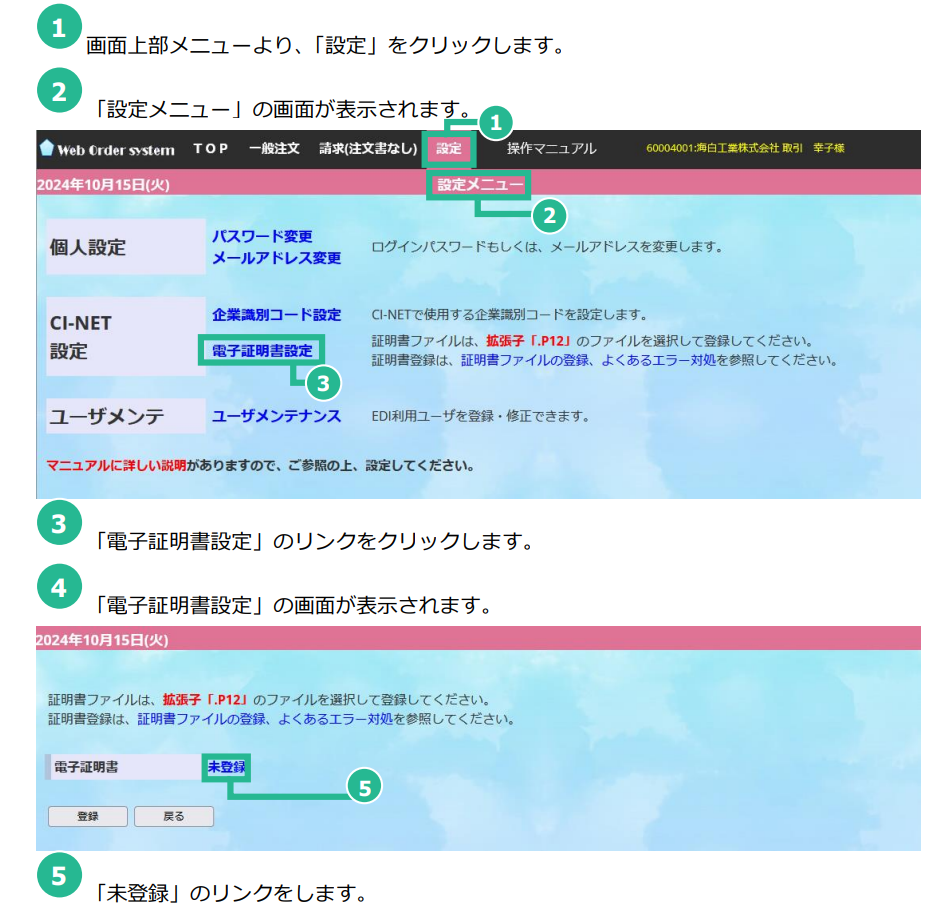 1
画面上部メニューより、「設定」をクリックします。
2
「設定メニュー」の画面が表示されます。
1
Web Order system TOP 一般注文 請求(注文書なし) 設定 操作マニュアル 60004001:海白工業株式会社 取引 幸子様
2024年10月15日(火) 設定メニュー
2
個人設定
パスワード変更
メールアドレス変更
ログインパスワードもしくは、メールアドレスを変更します。
CI-NET
設定
企業識別コード設定
CI-NETで使用する企業識別コードを設定します。
電子証明書設定
証明書ファイルは、拡張子「.P12」のファイルを選択して登録してください。
証明書登録は、証明書ファイルの登録、よくあるエラー対処を参照してください。
3
ユーザメンテ
ユーザメンテナンス
EDI利用ユーザを登録・修正できます。
マニュアルに詳しい説明がありますので、ご参照の上、設定してください。
3
「電子証明書設定」のリンクをクリックします。
4
「電子証明書設定」の画面が表示されます。
2024年10月15日(火)
証明書ファイルは、拡張子「.P12」のファイルを選択して登録してください。
証明書登録は、証明書ファイルの登録、よくあるエラー対処を参照してください。
電子証明書 未登録
5
登録 戻る
5
「未登録」のリンクをします。